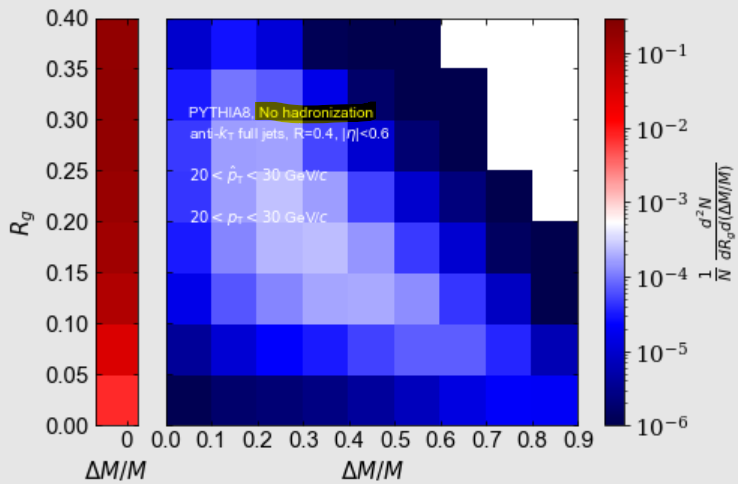 0.40
0.35
0.30
0.25
0.20
0.15
0.10
0.05
0.00
R_g
0
ΔM/M
PYTHIA8, No hadronization
anti-k_T full jets, R=0.4, |η|<0.6
20 < p̂_T < 30 GeV/c
20 < p_T < 30 GeV/c
0.0 0.1 0.2 0.3 0.4 0.5 0.6 0.7 0.8 0.9
ΔM/M
10^{-1}
10^{-2}
10^{-3}
10^{-4}
10^{-5}
10^{-6}
\frac{1}{N} \frac{d^2N}{dR_g d(ΔM/M)}